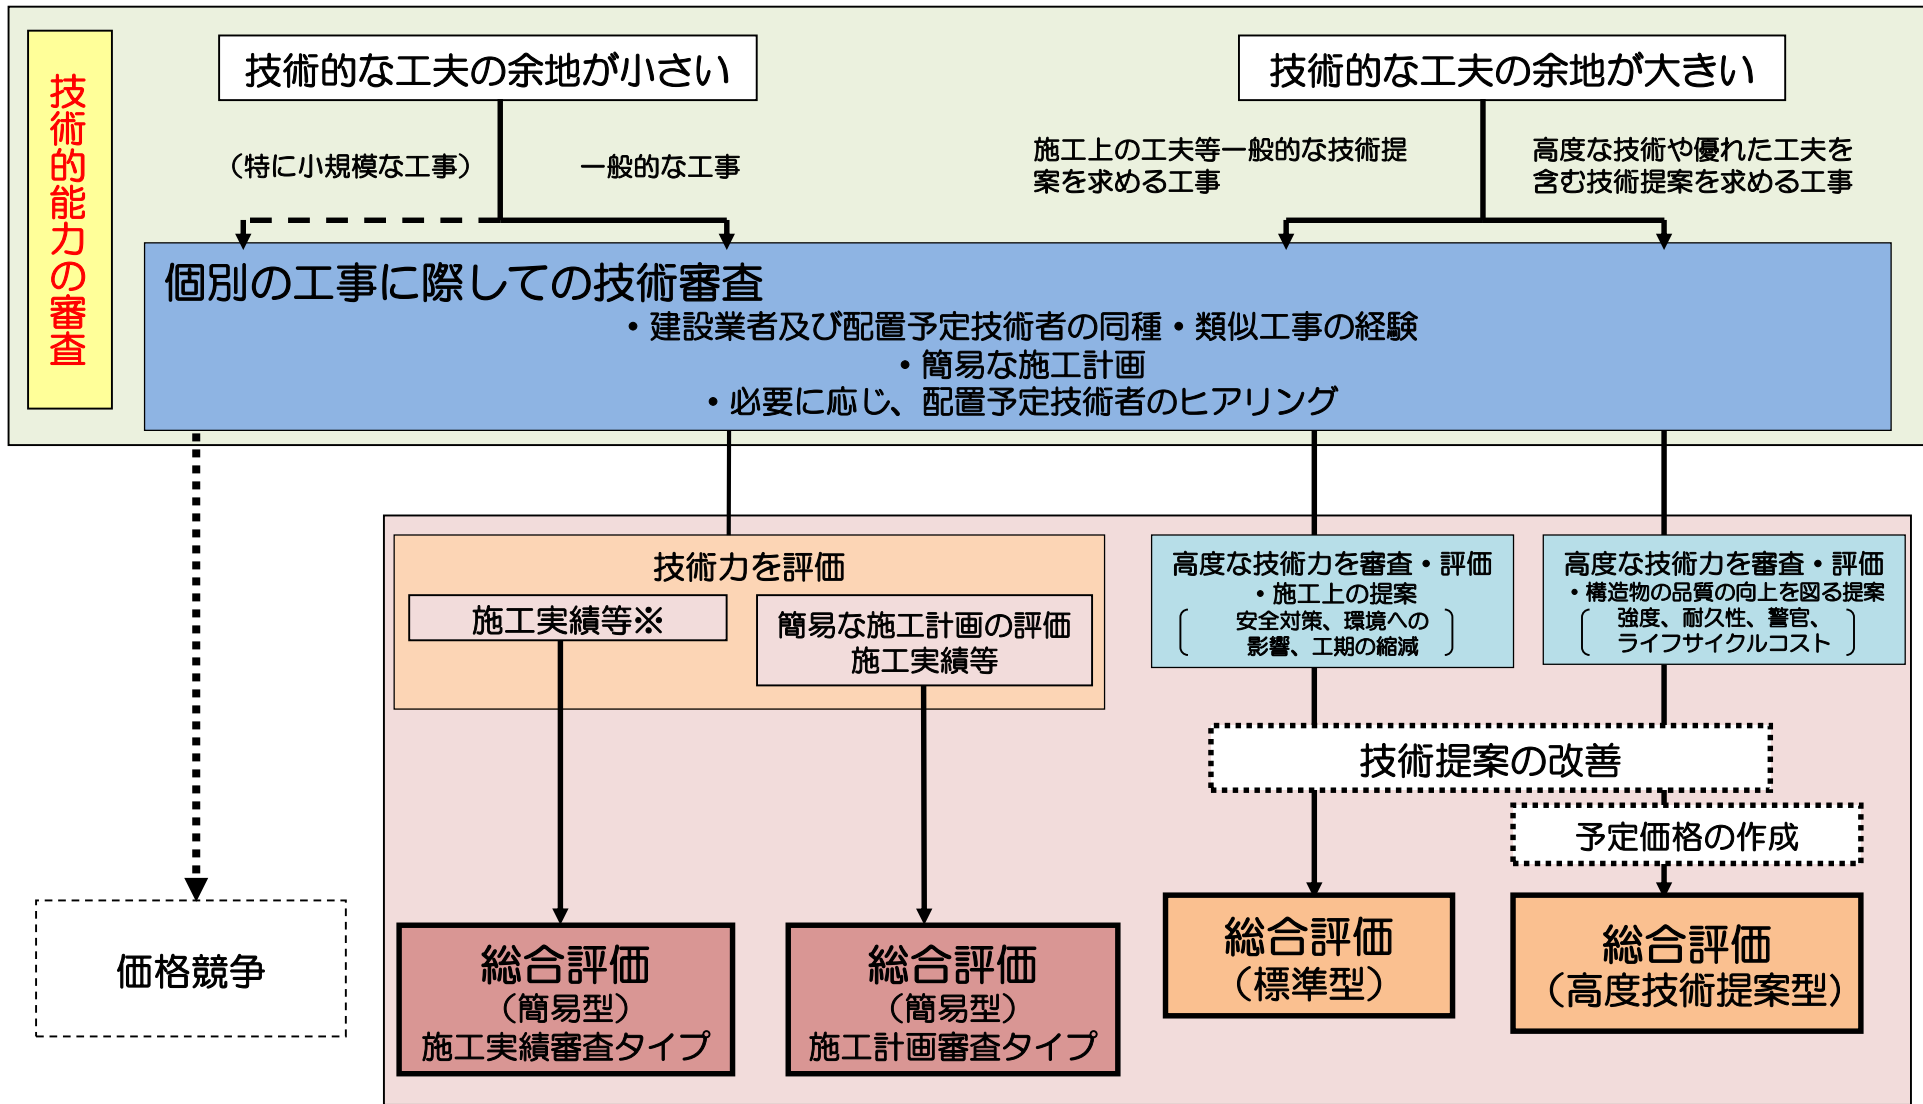 技術的能力の審査
技術的な工夫の余地が小さい
技術的な工夫の余地が大きい
（特に小規模な工事）
一般的な工事
施工上の工夫等一般的な技術提
案を求める工事
高度な技術や優れた工夫を
含む技術提案を求める工事
個別の工事に際しての技術審査
・建設業者及び配置予定技術者の同種・類似工事の経験
・簡易な施工計画
・必要に応じ、配置予定技術者のヒアリング
技術力を評価
施工実績等※
簡易な施工計画の評価
施工実績等
高度な技術力を審査・評価
・施工上の提案
安全対策、環境への
影響、工期の縮減
高度な技術力を審査・評価
・構造物の品質の向上を図る提案
強度、耐久性、警官、
ライフサイクルコスト
技術提案の改善
予定価格の作成
価格競争
総合評価
（簡易型）
施工実績審査タイプ
総合評価
（簡易型）
施工計画審査タイプ
総合評価
（標準型）
総合評価
（高度技術提案型）